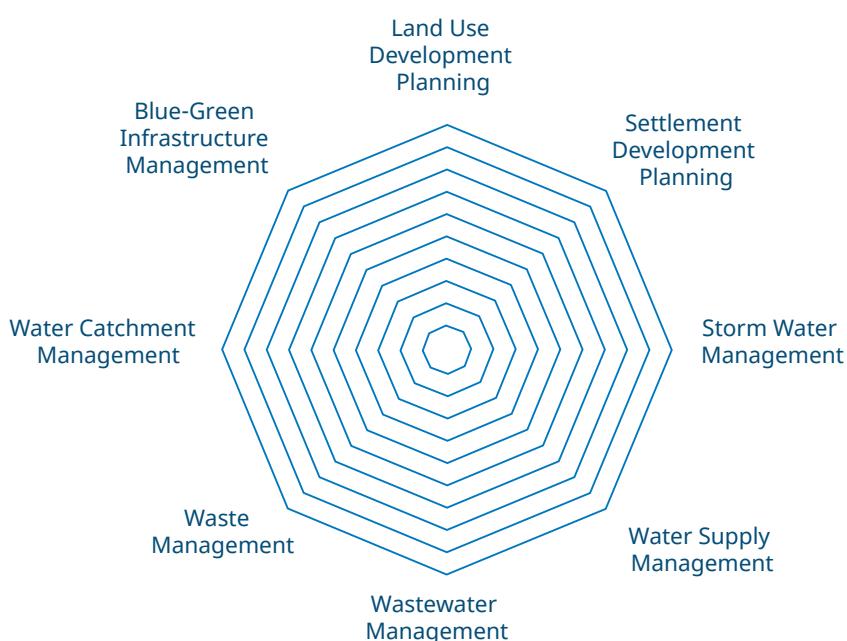 Land Use
Development
Planning
Blue-Green
Infrastructure
Management
Settlement
Development
Planning
Water Catchment
Management
Storm Water
Management
Waste
Management
Water Supply
Management
Wastewater
Management